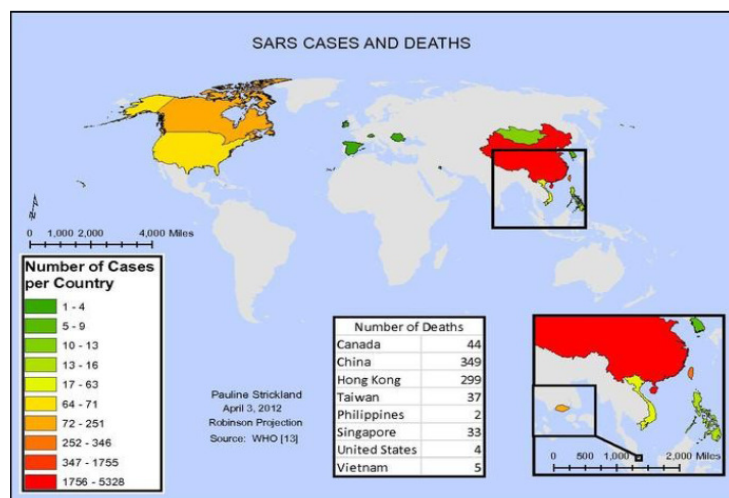 SARS CASES AND DEATHS
N
0 1,000 2,000 4,000 Miles
Number of Cases
per Country
1 - 4
5 - 9
10 - 13
13 - 16
17 - 63
64 - 71
72 - 251
252 - 346
347 - 1755
1756 - 5328
Pauline Strickland
April 3, 2012
Robinson Projection
Source: WHO [13]
Number of Deaths
Canada 44
China 349
Hong Kong 299
Taiwan 37
Philippines 2
Singapore 33
United States 4
Vietnam 5
0 500 1,000 2,000 Miles